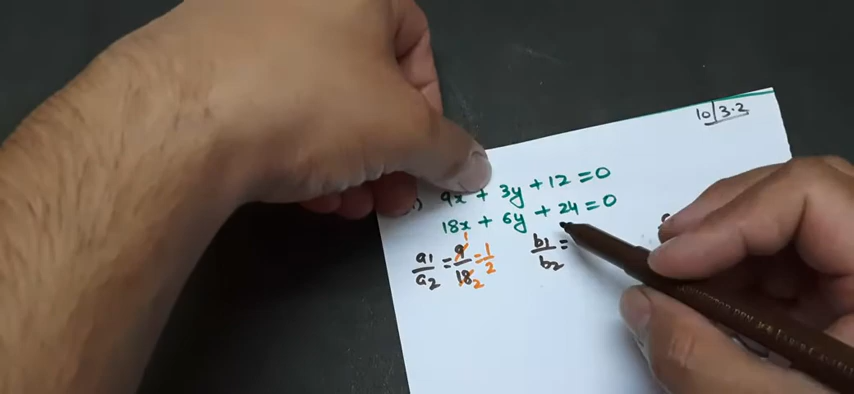 10 | 3.2
9x + 3y + 12 = 0
18x + 6y + 24 = 0
a1/a2 = 9/18 = 1/2 b1/b2 =